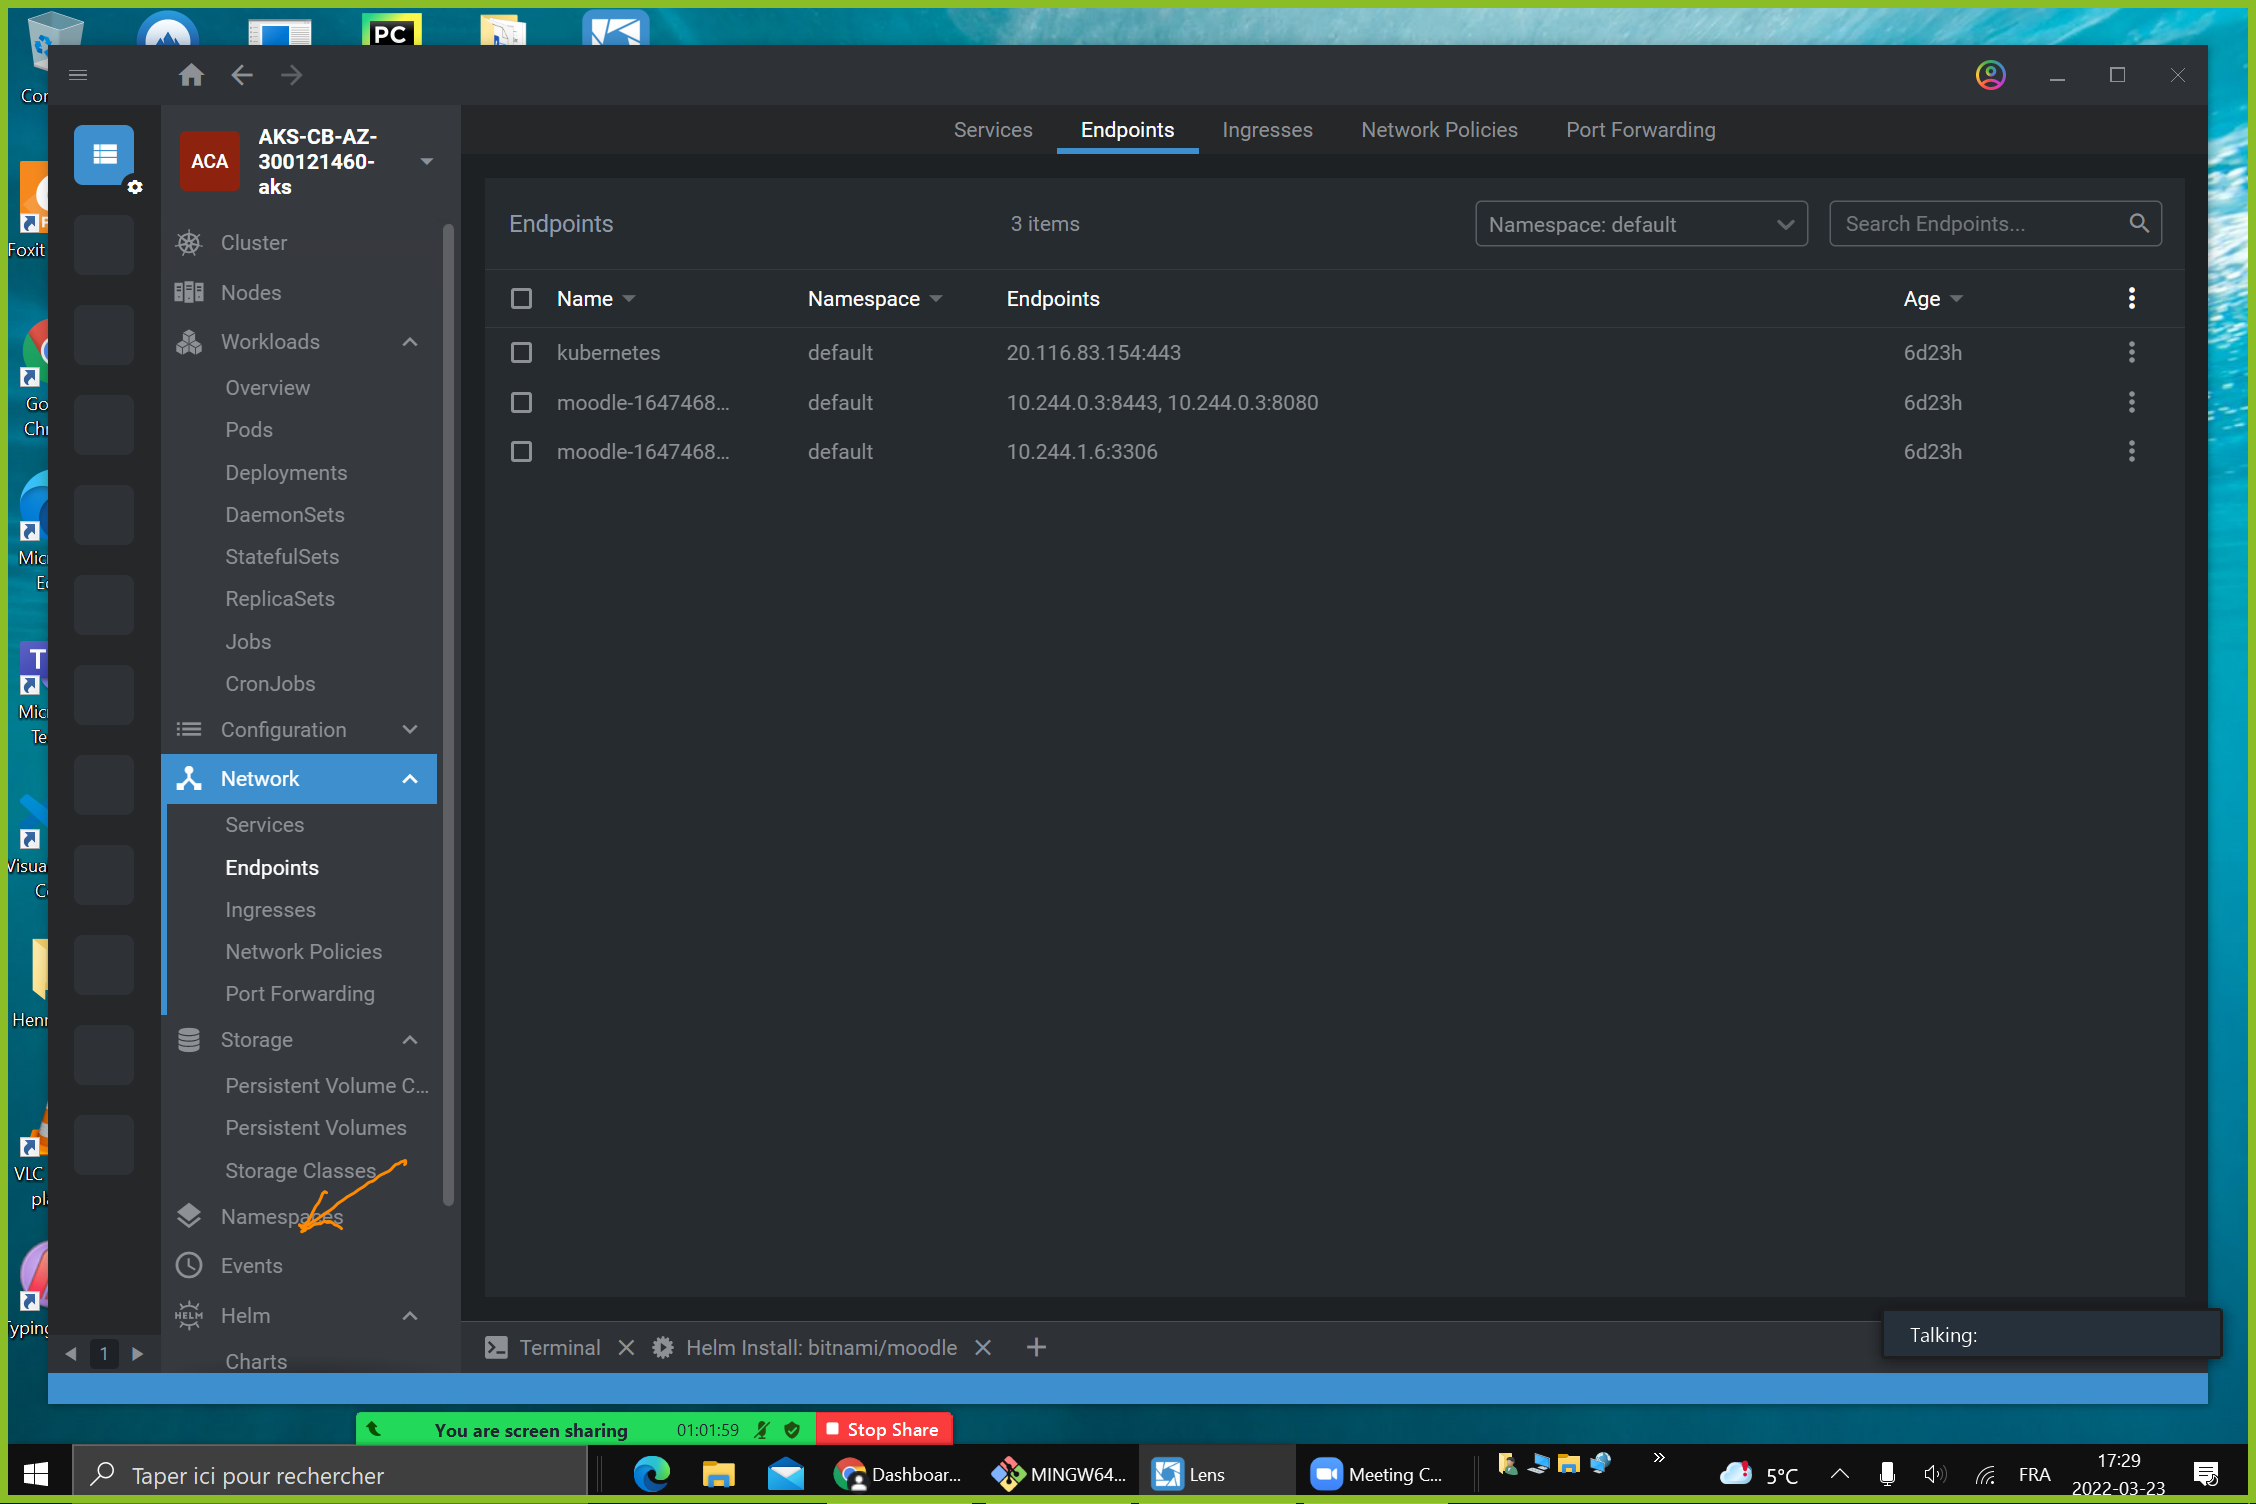 PC
Cor
Foxit
Go
Chr
Mic
Ec
T
Mic
Te
Visua
Co
Henr
VLC
pla
Typing
ACA
AKS-CB-AZ-
300121460-
aks
Cluster
Nodes
Workloads
Overview
Pods
Deployments
DaemonSets
StatefulSets
ReplicaSets
Jobs
CronJobs
Configuration
Network
Services
Endpoints
Ingresses
Network Policies
Port Forwarding
Storage
Persistent Volume C...
Persistent Volumes
Storage Classes
Namespaces
Events
HELM Helm
Charts
1
Services Endpoints Ingresses Network Policies Port Forwarding
Endpoints 3 items Namespace: default Search Endpoints...
Name Namespace Endpoints Age
kubernetes default 20.116.83.154:443 6d23h
moodle-1647468... default 10.244.0.3:8443, 10.244.0.3:8080 6d23h
moodle-1647468... default 10.244.1.6:3306 6d23h
Terminal Helm Install: bitnami/moodle
Talking:
You are screen sharing 01:01:59 Stop Share
Taper ici pour rechercher Dashboar... MINGW64... Lens Meeting C... 5°C FRA 17:29
2022-03-23